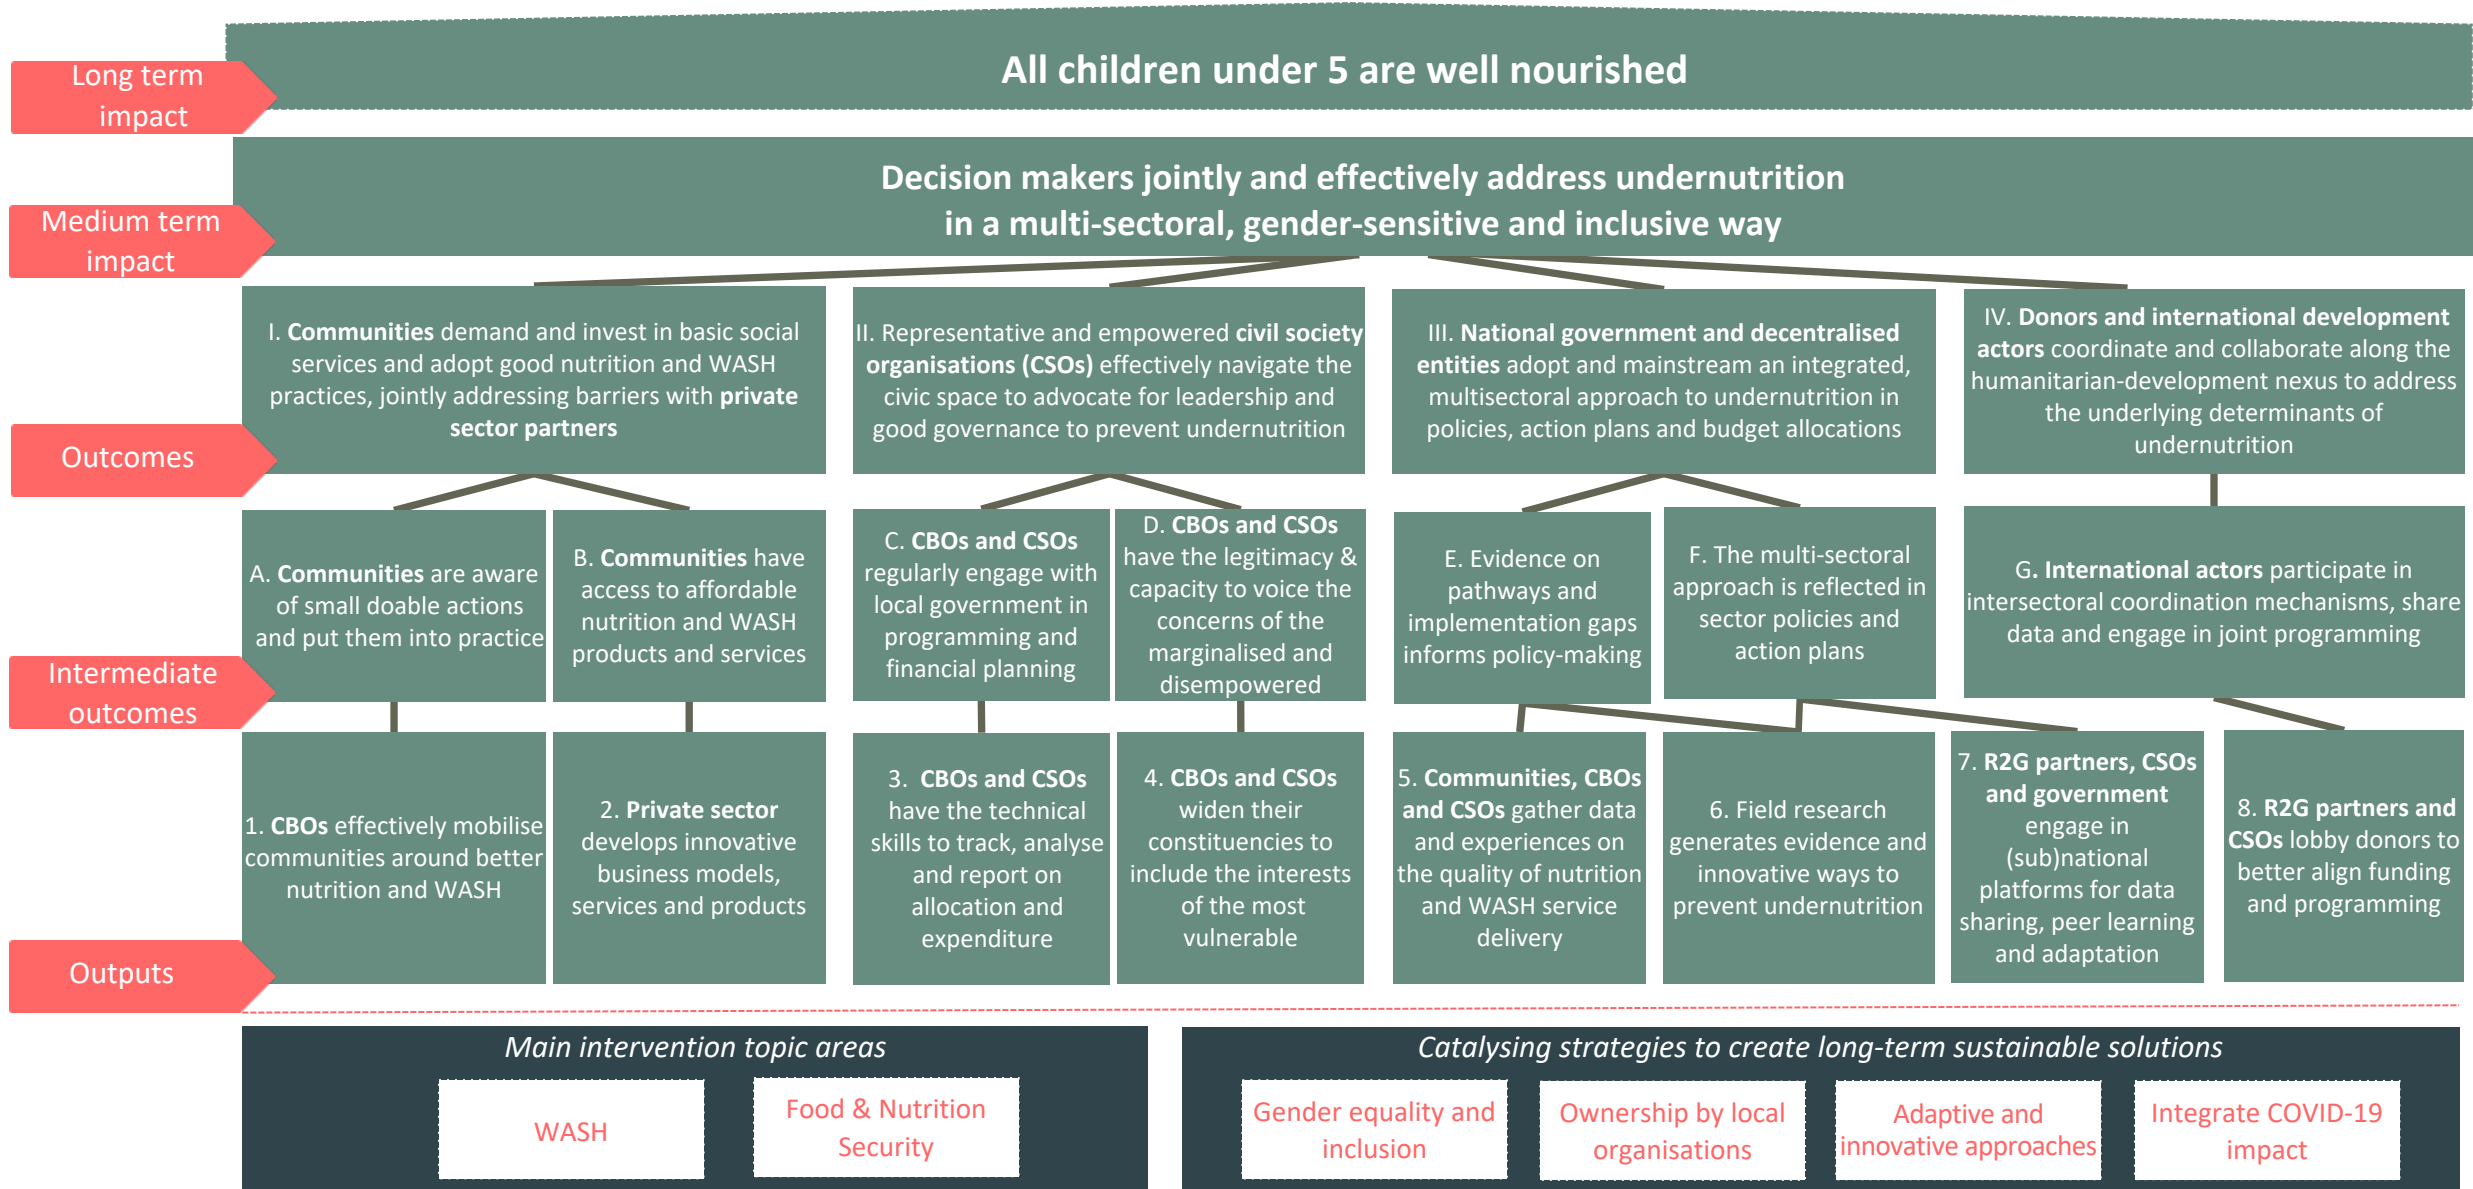 All children under 5 are well nourished
Long term
impact
Decision makers jointly and effectively address undernutrition
in a multi-sectoral, gender-sensitive and inclusive way
Medium term
impact
I. Communities demand and invest in basic social
services and adopt good nutrition and WASH
practices, jointly addressing barriers with private
sector partners
II. Representative and empowered civil society
organisations (CSOs) effectively navigate the
civic space to advocate for leadership and
good governance to prevent undernutrition
III. National government and decentralised
entities adopt and mainstream an integrated,
multisectoral approach to undernutrition in
policies, action plans and budget allocations
IV. Donors and international development
actors coordinate and collaborate along the
humanitarian-development nexus to address
the underlying determinants of
undernutrition
Outcomes
A. Communities are aware
of small doable actions
and put them into practice
B. Communities have
access to affordable
nutrition and WASH
products and services
C. CBOs and CSOs
regularly engage with
local government in
programming and
financial planning
D. CBOs and CSOs
have the legitimacy &
capacity to voice the
concerns of the
marginalised and
disempowered
E. Evidence on
pathways and
implementation gaps
informs policy-making
F. The multi-sectoral
approach is reflected in
sector policies and
action plans
G. International actors participate in
intersectoral coordination mechanisms, share
data and engage in joint programming
Intermediate
outcomes
1. CBOs effectively mobilise
communities around better
nutrition and WASH
2. Private sector
develops innovative
business models,
services and products
3. CBOs and CSOs
have the technical
skills to track, analyse
and report on
allocation and
expenditure
4. CBOs and CSOs
widen their
constituencies to
include the interests
of the most
vulnerable
5. Communities, CBOs
and CSOs gather data
and experiences on
the quality of nutrition
and WASH service
delivery
6. Field research
generates evidence and
innovative ways to
prevent undernutrition
7. R2G partners, CSOs
and government
engage in
(sub)national
platforms for data
sharing, peer learning
and adaptation
8. R2G partners and
CSOs lobby donors to
better align funding
and programming
Outputs
Main intervention topic areas
WASH
Food & Nutrition
Security
Catalysing strategies to create long-term sustainable solutions
Gender equality and
inclusion
Ownership by local
organisations
Adaptive and
innovative approaches
Integrate COVID-19
impact